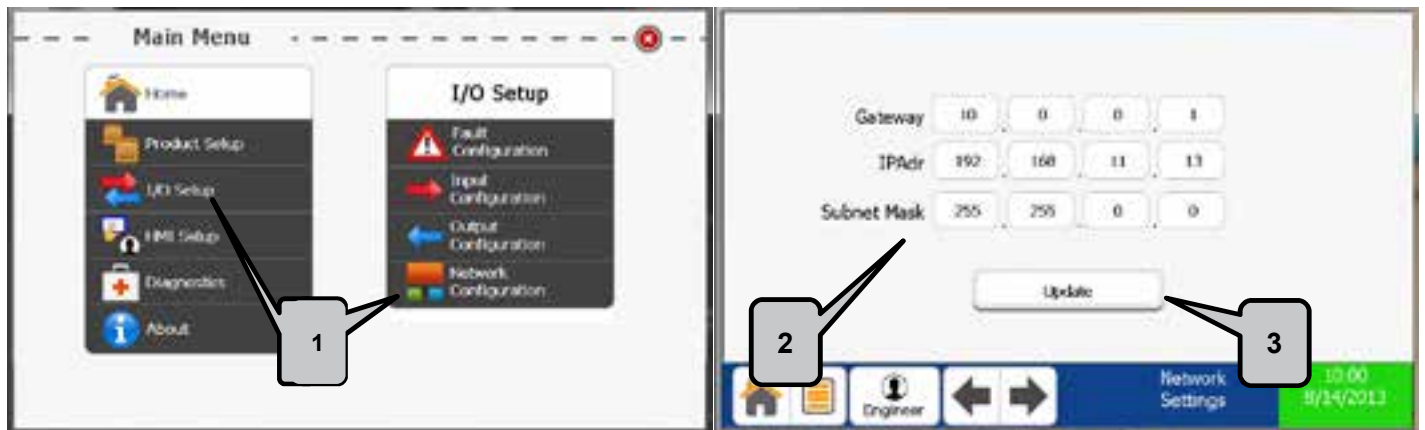 Main Menu
Home
Product Setup
I/O Setup
HMI Setup
Diagnostics
About
I/O Setup
Fault
Configuration
Input
Configuration
Output
Configuration
Network
Configuration
1
Gateway 10 . 0 . 0 . 1
IPAdr 192 . 168 . 11 . 13
Subnet Mask 255 . 255 . 0 . 0
Update
2
3
Engineer
Network
Settings
10:00
8/14/2013